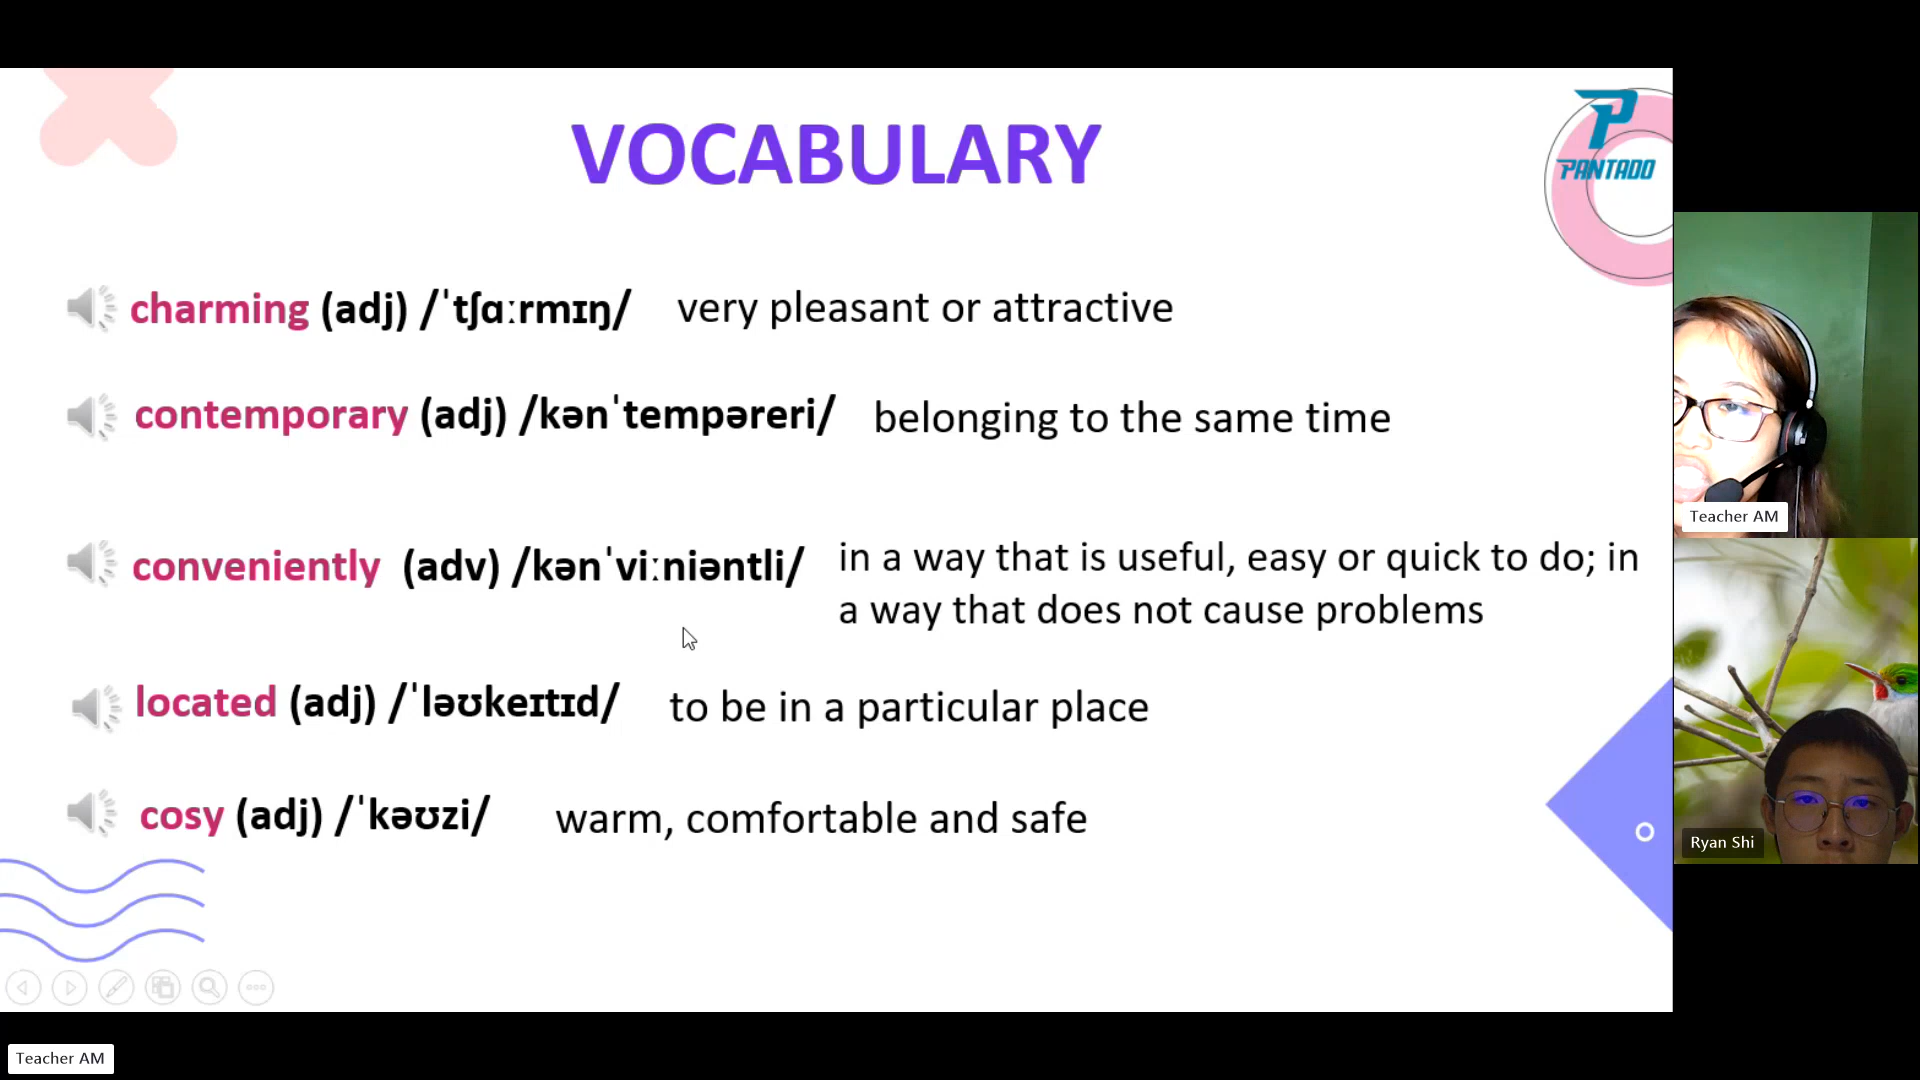 VOCABULARY
PANTADO
charming (adj) /ˈtʃɑːrmɪŋ/ very pleasant or attractive
contemporary (adj) /kənˈtempəreri/ belonging to the same time
conveniently (adv) /kənˈviːniəntli/ in a way that is useful, easy or quick to do; in
a way that does not cause problems
located (adj) /ˈləʊkeɪtɪd/ to be in a particular place
cosy (adj) /ˈkəʊzi/ warm, comfortable and safe
Teacher AM
Ryan Shi
Teacher AM